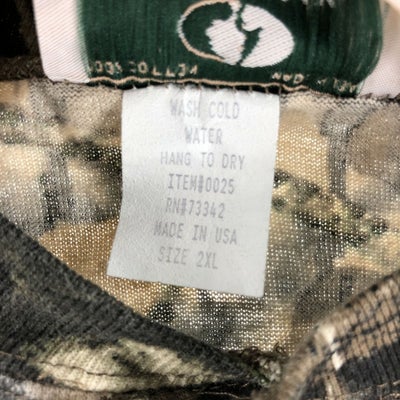 WASH COLD
WATER
HANG TO DRY
ITEM#0025
RN#73342
MADE IN USA
SIZE 2XL